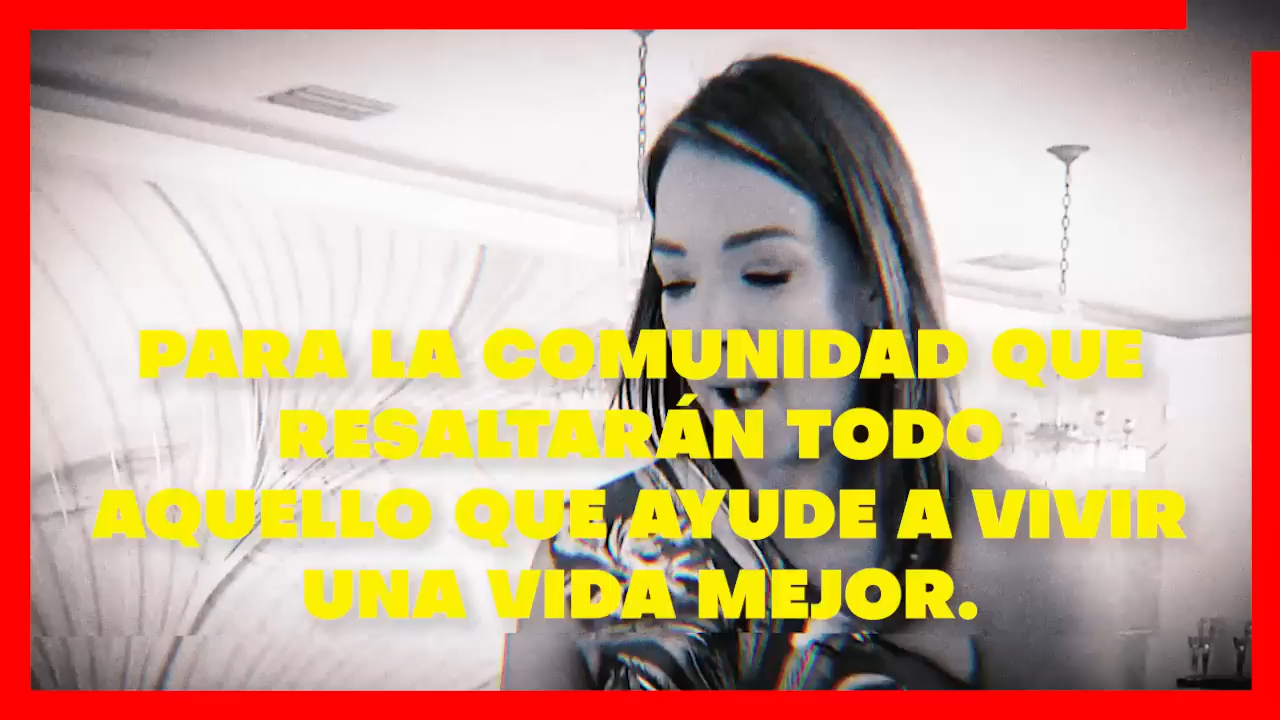 PARA LA COMUNIDAD QUE
RESALTARÁN TODO
AQUELLO QUE AYUDE A VIVIR
UNA VIDA MEJOR.